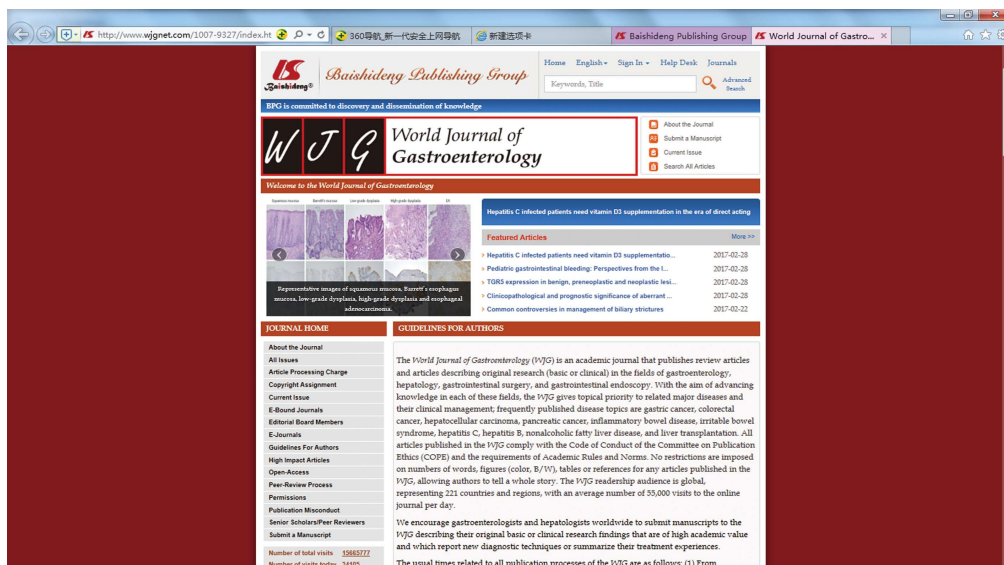 http://www.wjgnet.com/1007-9327/index.ht
360导航_新一代安全上网导航
新建选项卡
Baishideng Publishing Group
World Journal of Gastro...
Baishideng®
Baishideng Publishing Group
Home English Sign In Help Desk Journals
Keywords, Title
Advanced
Search
BPG is committed to discovery and dissemination of knowledge
W J G
World Journal of
Gastroenterology
About the Journal
Submit a Manuscript
Current Issue
Search All Articles
Welcome to the World Journal of Gastroenterology
Squamous mucosa Barrett's mucosa Low-grade dysplasia High-grade dysplasia
Representative images of squamous mucosa, Barrett's esophagus
mucosa, low-grade dysplasia, high-grade dysplasia and esophageal
adenocarcinoma.
Hepatitis C infected patients need vitamin D3 supplementation in the era of direct acting
Featured Articles More >>
Hepatitis C infected patients need vitamin D3 supplementatio... 2017-02-28
Pediatric gastrointestinal bleeding: Perspectives from the I... 2017-02-28
TGR5 expression in benign, preneoplastic and neoplastic lesi... 2017-02-28
Clinicopathological and prognostic significance of aberrant ... 2017-02-28
Common controversies in management of biliary strictures 2017-02-22
JOURNAL HOME
About the Journal
All Issues
Article Processing Charge
Copyright Assignment
Current Issue
E-Bound Journals
Editorial Board Members
E-Journals
Guidelines For Authors
High Impact Articles
Open-Access
Peer-Review Process
Permissions
Publication Misconduct
Senior Scholars/Peer Reviewers
Submit a Manuscript
Number of total visits 15665777
Number of visits today 24105
GUIDELINES FOR AUTHORS
The World Journal of Gastroenterology (WJG) is an academic journal that publishes review articles
and articles describing original research (basic or clinical) in the fields of gastroenterology,
hepatology, gastrointestinal surgery, and gastrointestinal endoscopy. With the aim of advancing
knowledge in each of these fields, the WJG gives topical priority to related major diseases and
their clinical management; frequently published disease topics are gastric cancer, colorectal
cancer, hepatocellular carcinoma, pancreatic cancer, inflammatory bowel disease, irritable bowel
syndrome, hepatitis C, hepatitis B, nonalcoholic fatty liver disease, and liver transplantation. All
articles published in the WJG comply with the Code of Conduct of the Committee on Publication
Ethics (COPE) and the requirements of Academic Rules and Norms. No restrictions are imposed
on numbers of words, figures (color, B/W), tables or references for any articles published in the
WJG, allowing authors to tell a whole story. The WJG readership audience is global,
representing 221 countries and regions, with an average number of 55,000 visits to the online
journal per day.
We encourage gastroenterologists and hepatologists worldwide to submit manuscripts to the
WJG describing their original basic or clinical research findings that are of high academic value
and which report new diagnostic techniques or summarize their treatment experiences.
The usual times related to all publication processes of the WJG are as follows: (1) From